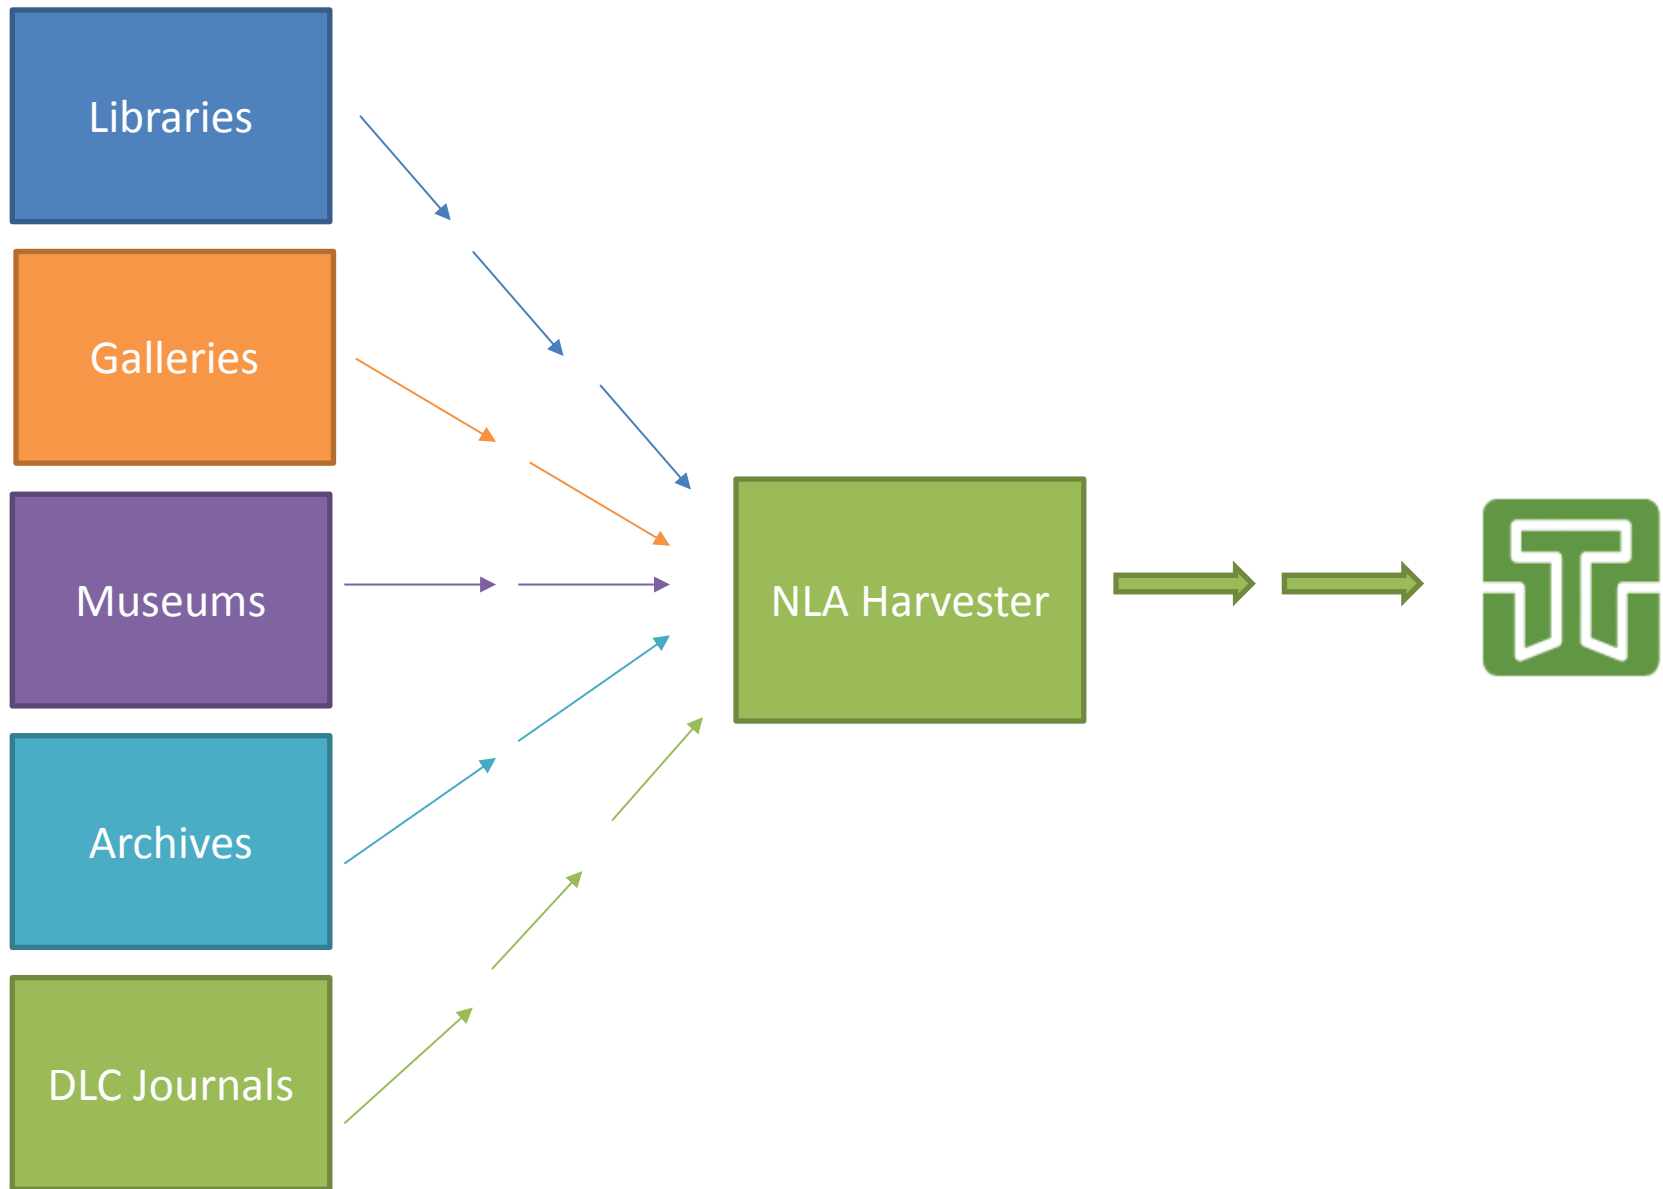 Libraries
Galleries
Museums
Archives
DLC Journals
NLA Harvester